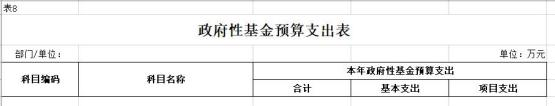 表8
政府性基金预算支出表
部门/单位： 单位：万元
科目编码 科目名称 本年政府性基金预算支出
合计 基本支出 项目支出